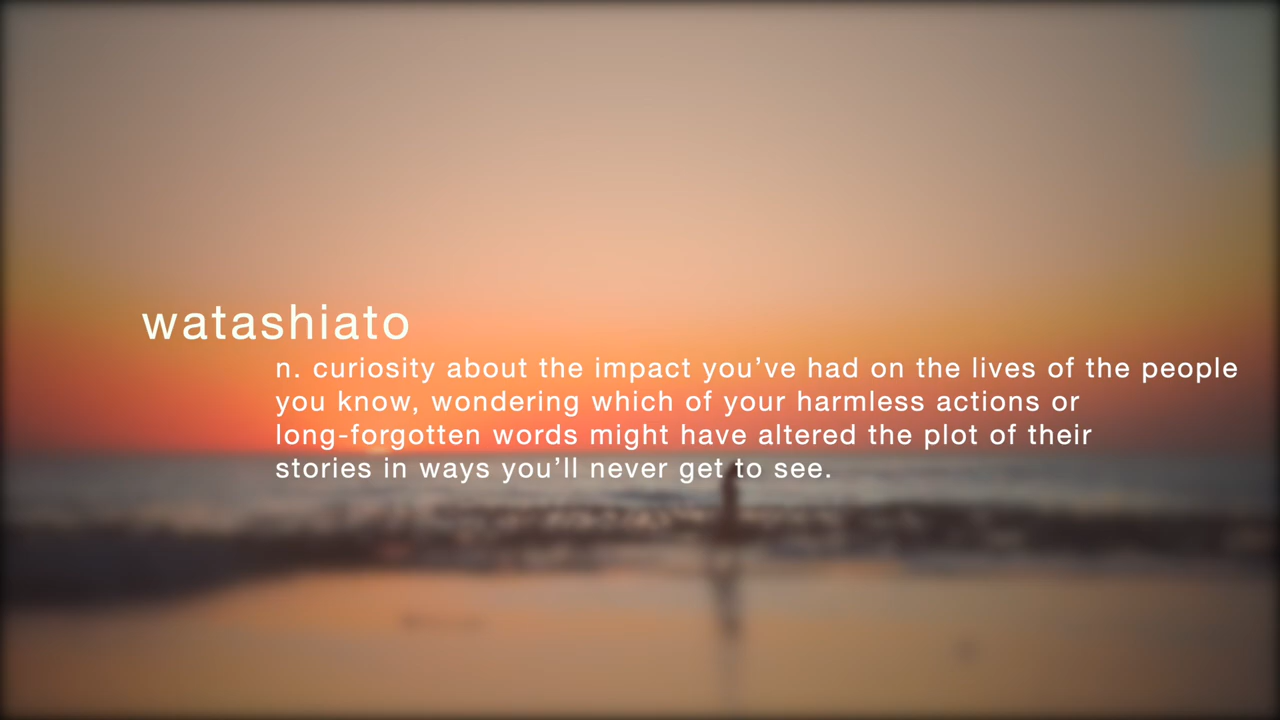 watashiato
n. curiosity about the impact you’ve had on the lives of the people
you know, wondering which of your harmless actions or
long-forgotten words might have altered the plot of their
stories in ways you’ll never get to see.